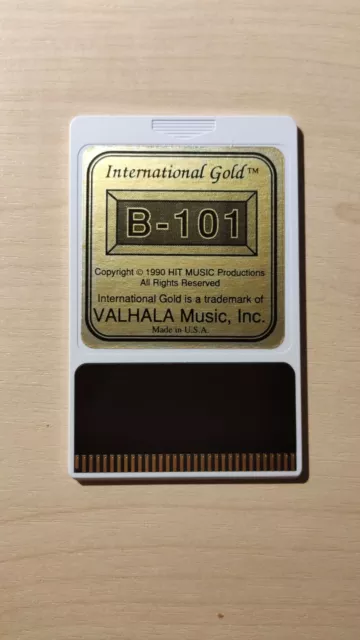 International Gold™
B-101
Copyright © 1990 HIT MUSIC Productions
All Rights Reserved
International Gold is a trademark of
VALHALA Music, Inc.
Made in U.S.A.